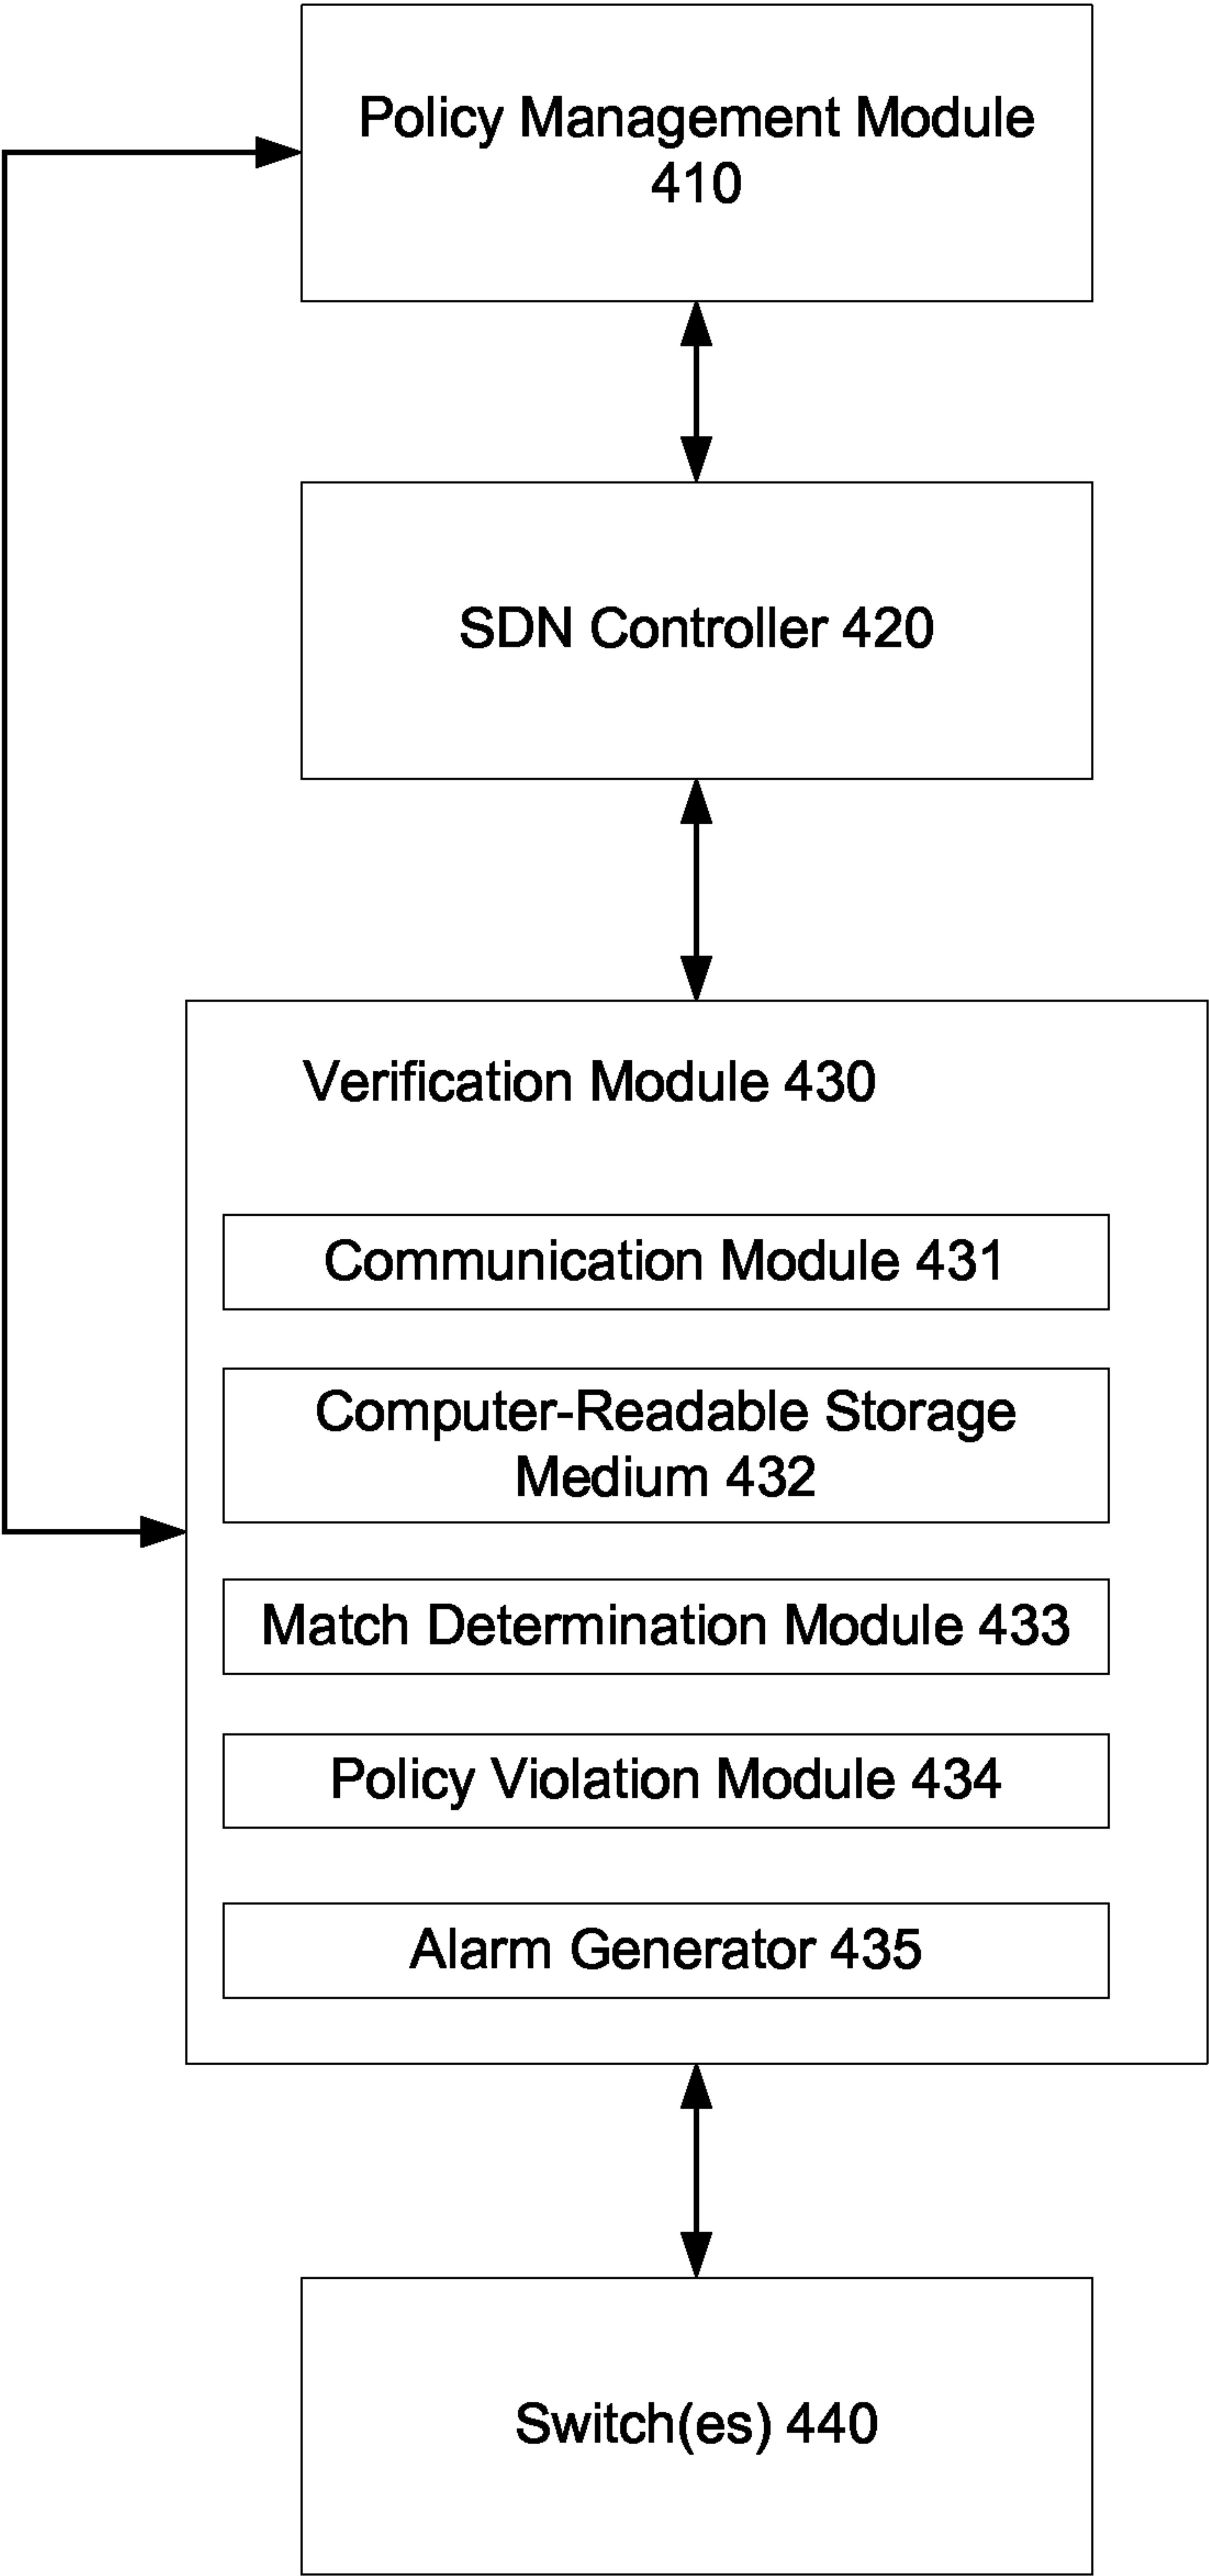 Policy Management Module
410
SDN Controller 420
Verification Module 430
Communication Module 431
Computer-Readable Storage
Medium 432
Match Determination Module 433
Policy Violation Module 434
Alarm Generator 435
Switch(es) 440